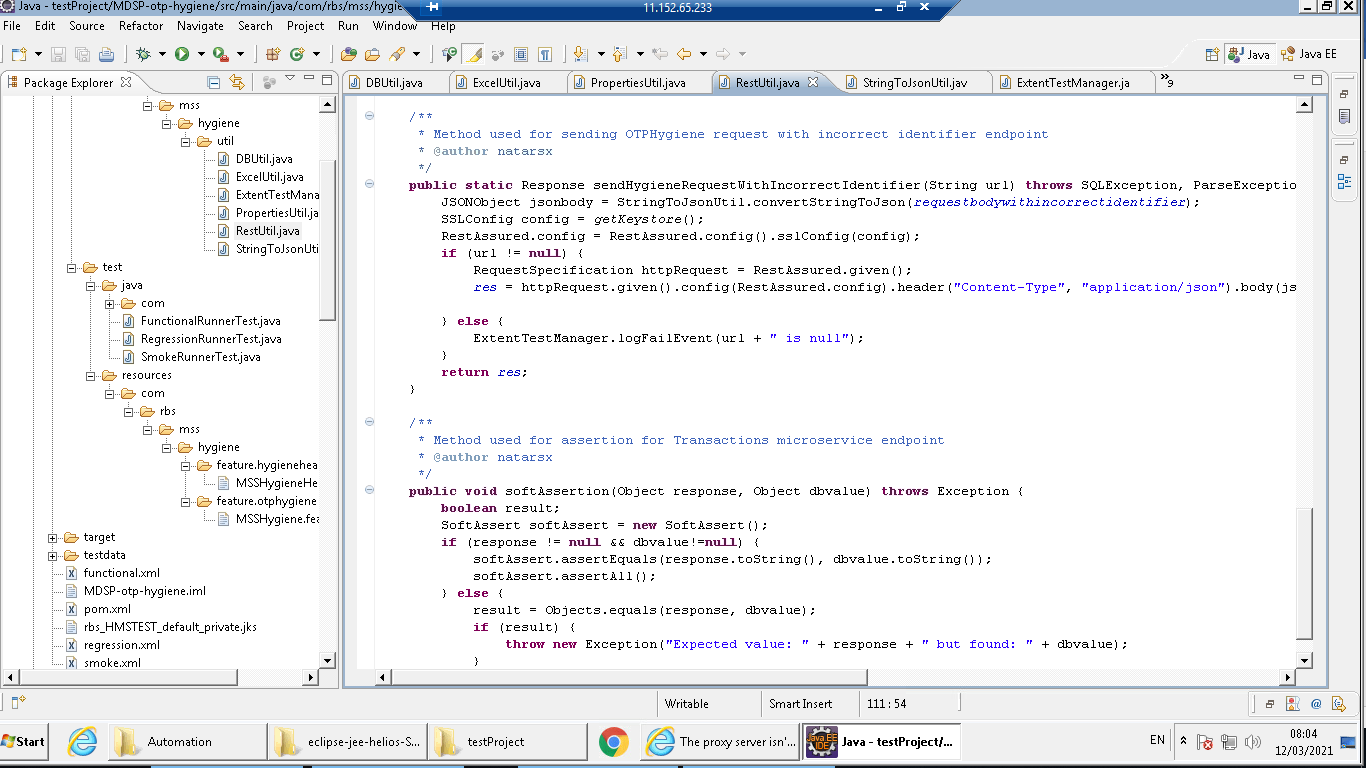 Java - testProject/MDSP-otp-hygiene/src/main/java/com/rbs/mss/hygie
11.152.65.233
File Edit Source Refactor Navigate Search Project Run Window Help
Java Java EE
Package Explorer
DBUtil.java ExcelUtil.java PropertiesUtil.java RestUtil.java StringToJsonUtil.jav ExtentTestManager.ja »9
mss
hygiene
util
DBUtil.java
ExcelUtil.java
ExtentTestMana
PropertiesUtil.ja
RestUtil.java
StringToJsonUti
test
java
com
FunctionalRunnerTest.java
RegressionRunnerTest.java
SmokeRunnerTest.java
resources
com
rbs
mss
hygiene
feature.hygienehea
MSSHygieneHe
feature.otphygiene
MSSHygiene.fea
target
testdata
functional.xml
MDSP-otp-hygiene.iml
pom.xml
rbs_HMSTEST_default_private.jks
regression.xml
smoke.xml
/**
* Method used for sending OTPHygiene request with incorrect identifier endpoint
* @author natarsx
*/
public static Response sendHygieneRequestWithIncorrectIdentifier(String url) throws SQLException, ParseExceptio
JSONObject jsonbody = StringToJsonUtil.convertStringToJson(requestbodywithincorrectidentifier);
SSLConfig config = getKeystore();
RestAssured.config = RestAssured.config().sslConfig(config);
if (url != null) {
RequestSpecification httpRequest = RestAssured.given();
res = httpRequest.given().config(RestAssured.config).header("Content-Type", "application/json").body(js
} else {
ExtentTestManager.logFailEvent(url + " is null");
}
return res;
}
/**
* Method used for assertion for Transactions microservice endpoint
* @author natarsx
*/
public void softAssertion(Object response, Object dbvalue) throws Exception {
boolean result;
SoftAssert softAssert = new SoftAssert();
if (response != null && dbvalue!=null) {
softAssert.assertEquals(response.toString(), dbvalue.toString());
softAssert.assertAll();
} else {
result = Objects.equals(response, dbvalue);
if (result) {
throw new Exception("Expected value: " + response + " but found: " + dbvalue);
}
Writable Smart Insert 111 : 54
Start Automation eclipse-jee-helios-S... testProject The proxy server isn'... Java - testProject/... EN 08:04
12/03/2021